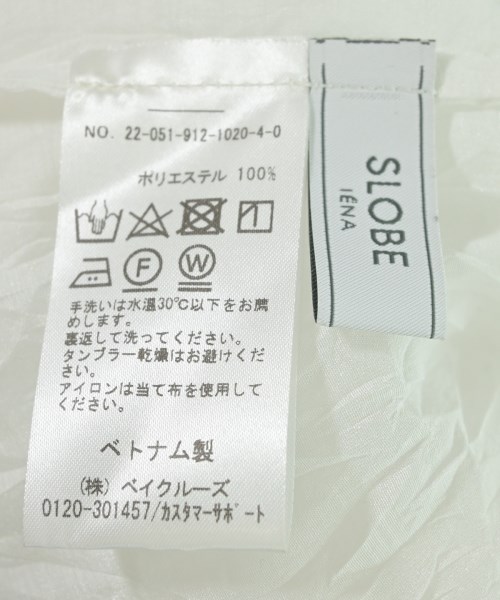 NO. 22-051-912-1020-4-0
ポリエステル 100%
F W
手洗いは水温30℃以下をお薦
めします。
裏返して洗ってください。
タンブラー乾燥はお避けくだ
さい。
アイロンは当て布を使用して
ください。
ベトナム製
(株) ベイクルーズ
0120-301457/カスタマーサポート
SLOBE
IÉNA